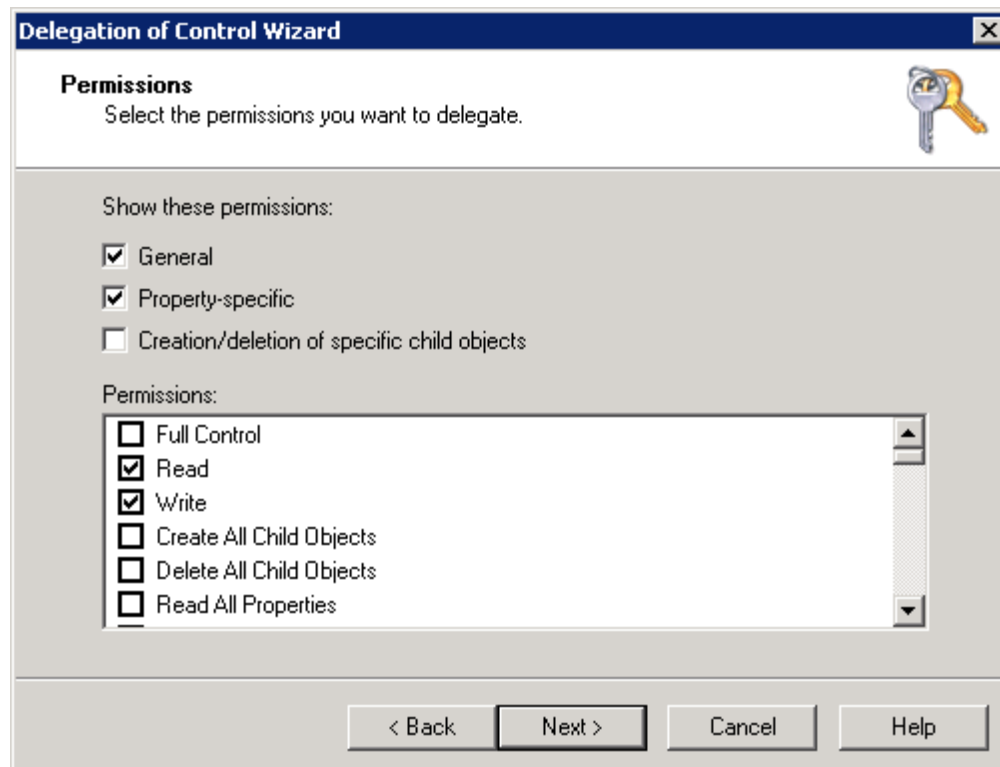 Delegation of Control Wizard
Permissions
Select the permissions you want to delegate.
Show these permissions:
General
Property-specific
Creation/deletion of specific child objects
Permissions:
Full Control
Read
Write
Create All Child Objects
Delete All Child Objects
Read All Properties
< Back Next > Cancel Help